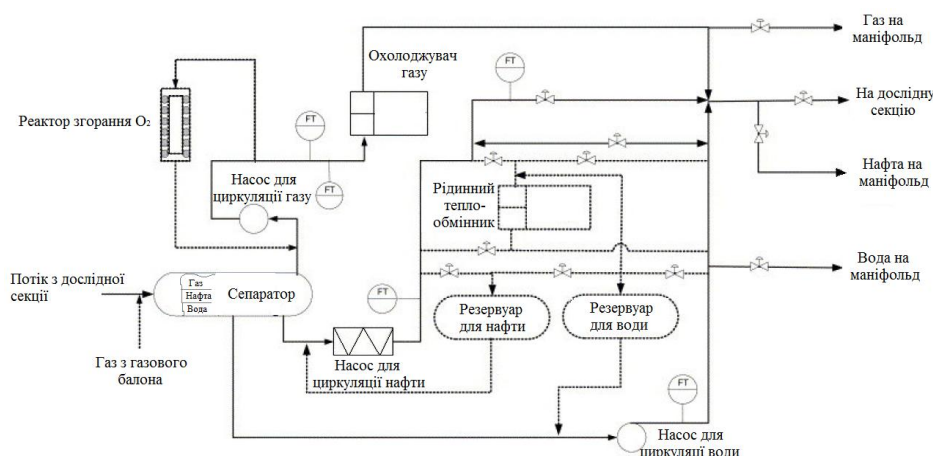 Газ на
маніфольд
Охолоджувач
газу
FT
На дослідну
секцію
Реактор згорання O₂
FT
Насос для
циркуляції газу
FT
Рідинний
тепло-
обмінник
Нафта на
маніфольд
Потік з дослідної
секції
Газ
Нафта
Вода
Сепаратор
Вода на
маніфольд
FT
Резервуар
для нафти
Резервуар
для води
Газ з газового
балона
Насос для
циркуляції нафти
FT
Насос для
циркуляції води